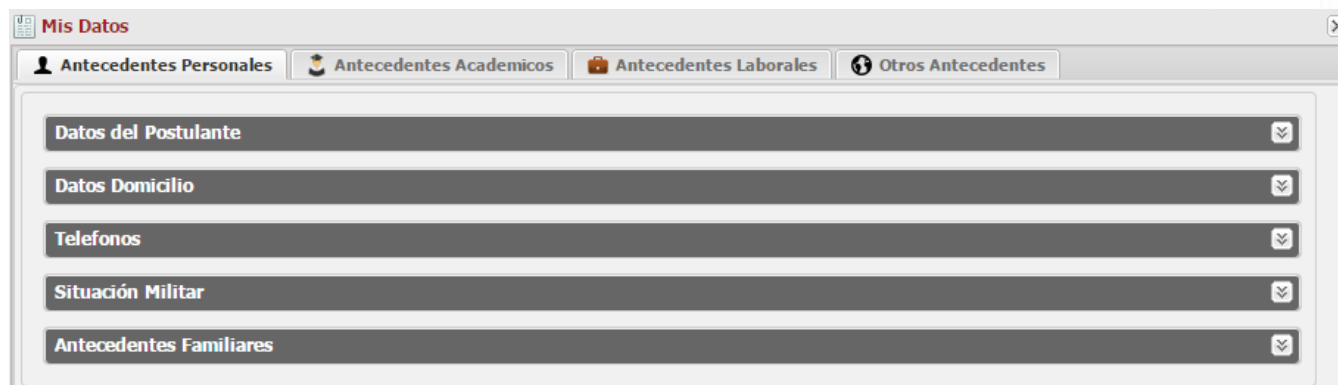 Mis Datos
Antecedentes Personales Antecedentes Academicos Antecedentes Laborales Otros Antecedentes
Datos del Postulante
Datos Domicilio
Telefonos
Situación Militar
Antecedentes Familiares